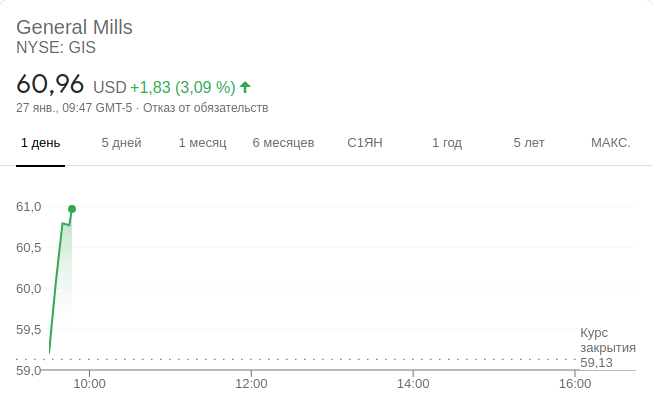 General Mills
NYSE: GIS
60,96 USD +1,83 (3,09 %)
27 янв., 09:47 GMT-5 · Отказ от обязательств
1 день 5 дней 1 месяц 6 месяцев С1ЯН 1 год 5 лет МАКС.
61,0
60,5
60,0
59,5
59,0
Курс
закрытия
59,13
10:00 12:00 14:00 16:00